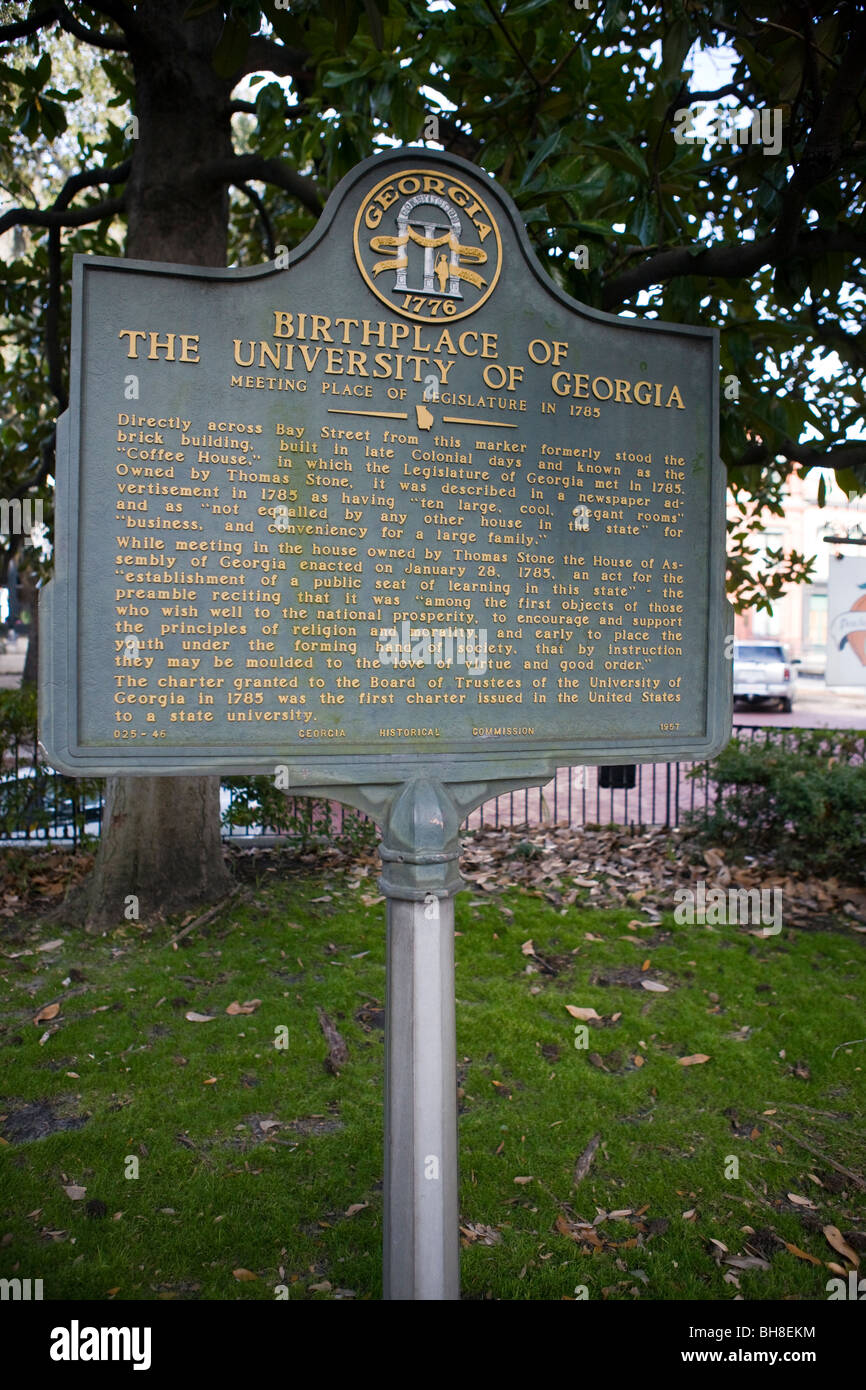 GEORGIA
1776
BIRTHPLACE OF
THE UNIVERSITY OF GEORGIA
MEETING PLACE OF LEGISLATURE IN 1785
Directly across Bay Street from this marker formerly stood the
brick building, built in late Colonial days and known as the
"Coffee House," in which the Legislature of Georgia met in 1785.
Owned by Thomas Stone, it was described in a newspaper ad-
vertisement in 1785 as having "ten large, cool, elegant rooms"
and as "not equalled by any other house in the state" for
"business, and conveniency for a large family."
While meeting in the house owned by Thomas Stone the House of As-
sembly of Georgia enacted on January 28, 1785, an act for the
"establishment of a public seat of learning in this state" - the
preamble reciting that it was "among the first objects of those
who wish well to the national prosperity, to encourage and support
the principles of religion and morality, and early to place the
youth under the forming hand of society, that by instruction
they may be moulded to the love of virtue and good order."
The charter granted to the Board of Trustees of the University of
Georgia in 1785 was the first charter issued in the United States
to a state university.
025-46 GEORGIA HISTORICAL COMMISSION 1957
alamy
alamy
Image ID: BH8EKM
www.alamy.com